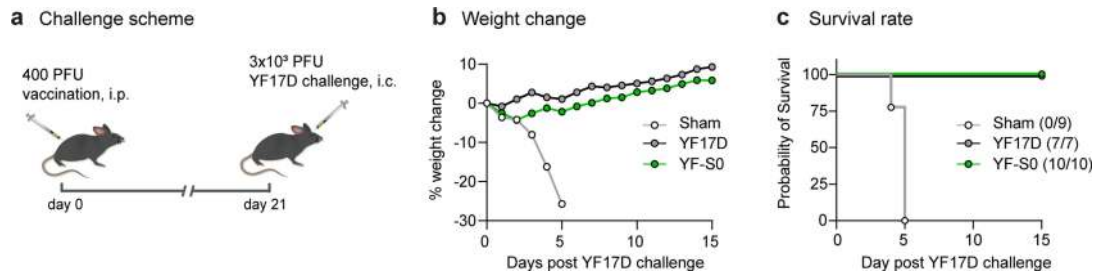 a Challenge scheme
400 PFU
vaccination, i.p.
3x10³ PFU
YF17D challenge, i.c.
day 0
day 21
b Weight change
% weight change
10
0
-10
-20
-30
0
5
10
15
Days post YF17D challenge
Sham
YF17D
YF-S0
c Survival rate
Probability of Survival
100
75
50
25
0
0
5
10
15
Days post YF17D challenge
Sham (0/9)
YF17D (7/7)
YF-S0 (10/10)